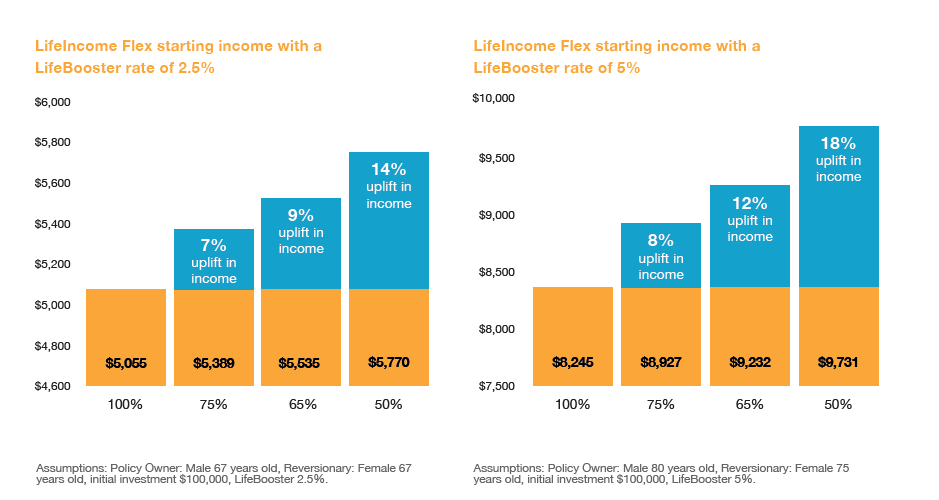 LifeIncome Flex starting income with a
LifeBooster rate of 2.5%
$6,000
$5,800
$5,600
$5,400
$5,200
$5,000
$4,800
$4,600
14%
uplift in
income
9%
uplift in
income
7%
uplift in
income
$5,055
$5,389
$5,535
$5,770
100%
75%
65%
50%
Assumptions: Policy Owner: Male 67 years old, Reversionary: Female 67
years old, initial investment $100,000, LifeBooster 2.5%.
LifeIncome Flex starting income with a
LifeBooster rate of 5%
$10,000
$9,500
$9,000
$8,500
$8,000
$7,500
18%
uplift in
income
12%
uplift in
income
8%
uplift in
income
$8,245
$8,927
$9,232
$9,731
100%
75%
65%
50%
Assumptions: Policy Owner: Male 80 years old, Reversionary: Female 75
years old, initial investment $100,000, LifeBooster 5%.